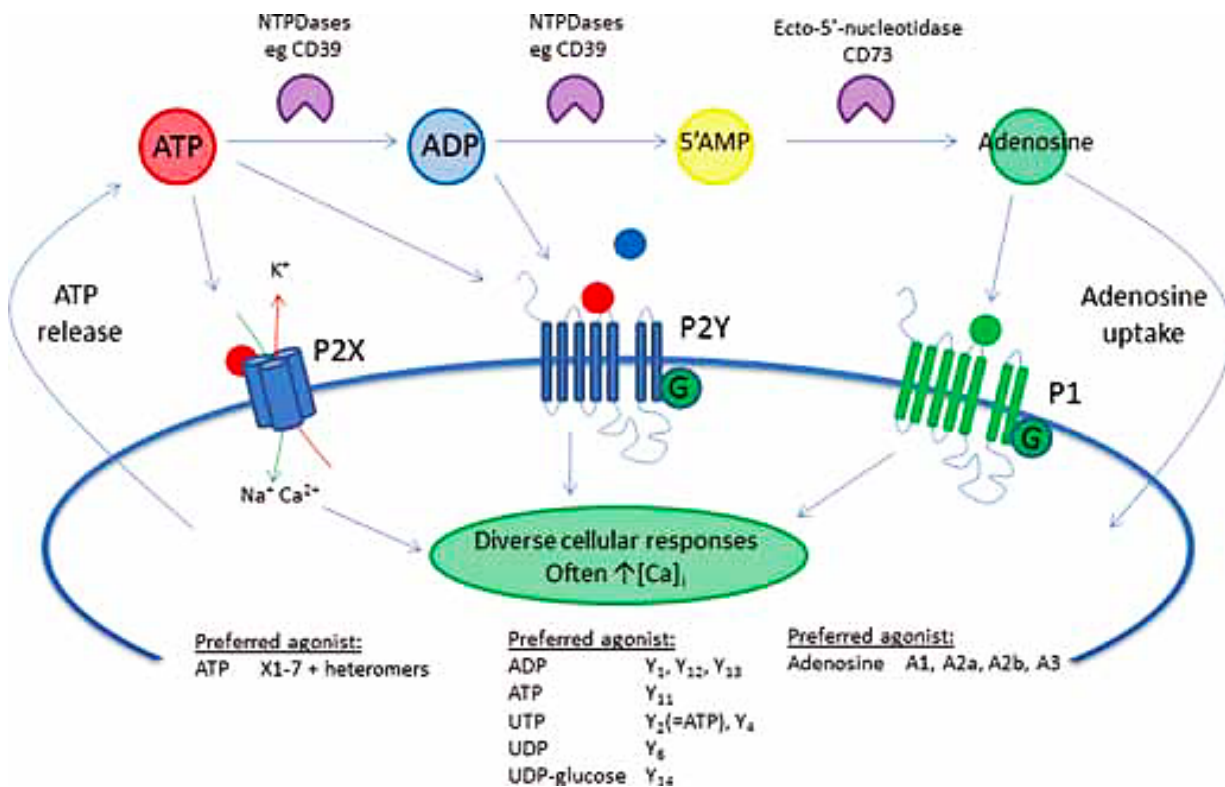 NTPDases
eg CD39
NTPDases
eg CD39
Ecto-5'-nucleotidase
CD73
ATP
ADP
5'AMP
Adenosine
ATP
release
K⁺
P2X
P2Y
G
P1
G
Adenosine
uptake
Na⁺ Ca²⁺
Diverse cellular responses
Often ↑[Ca]ᵢ
Preferred agonist:
ATP X1-7 + heteromers
Preferred agonist:
ADP Y₁, Y₁₂, Y₁₃
ATP Y₁₁
UTP Y₂(=ATP), Y₄
UDP Y₆
UDP-glucose Y₁₄
Preferred agonist:
Adenosine A1, A2a, A2b, A3